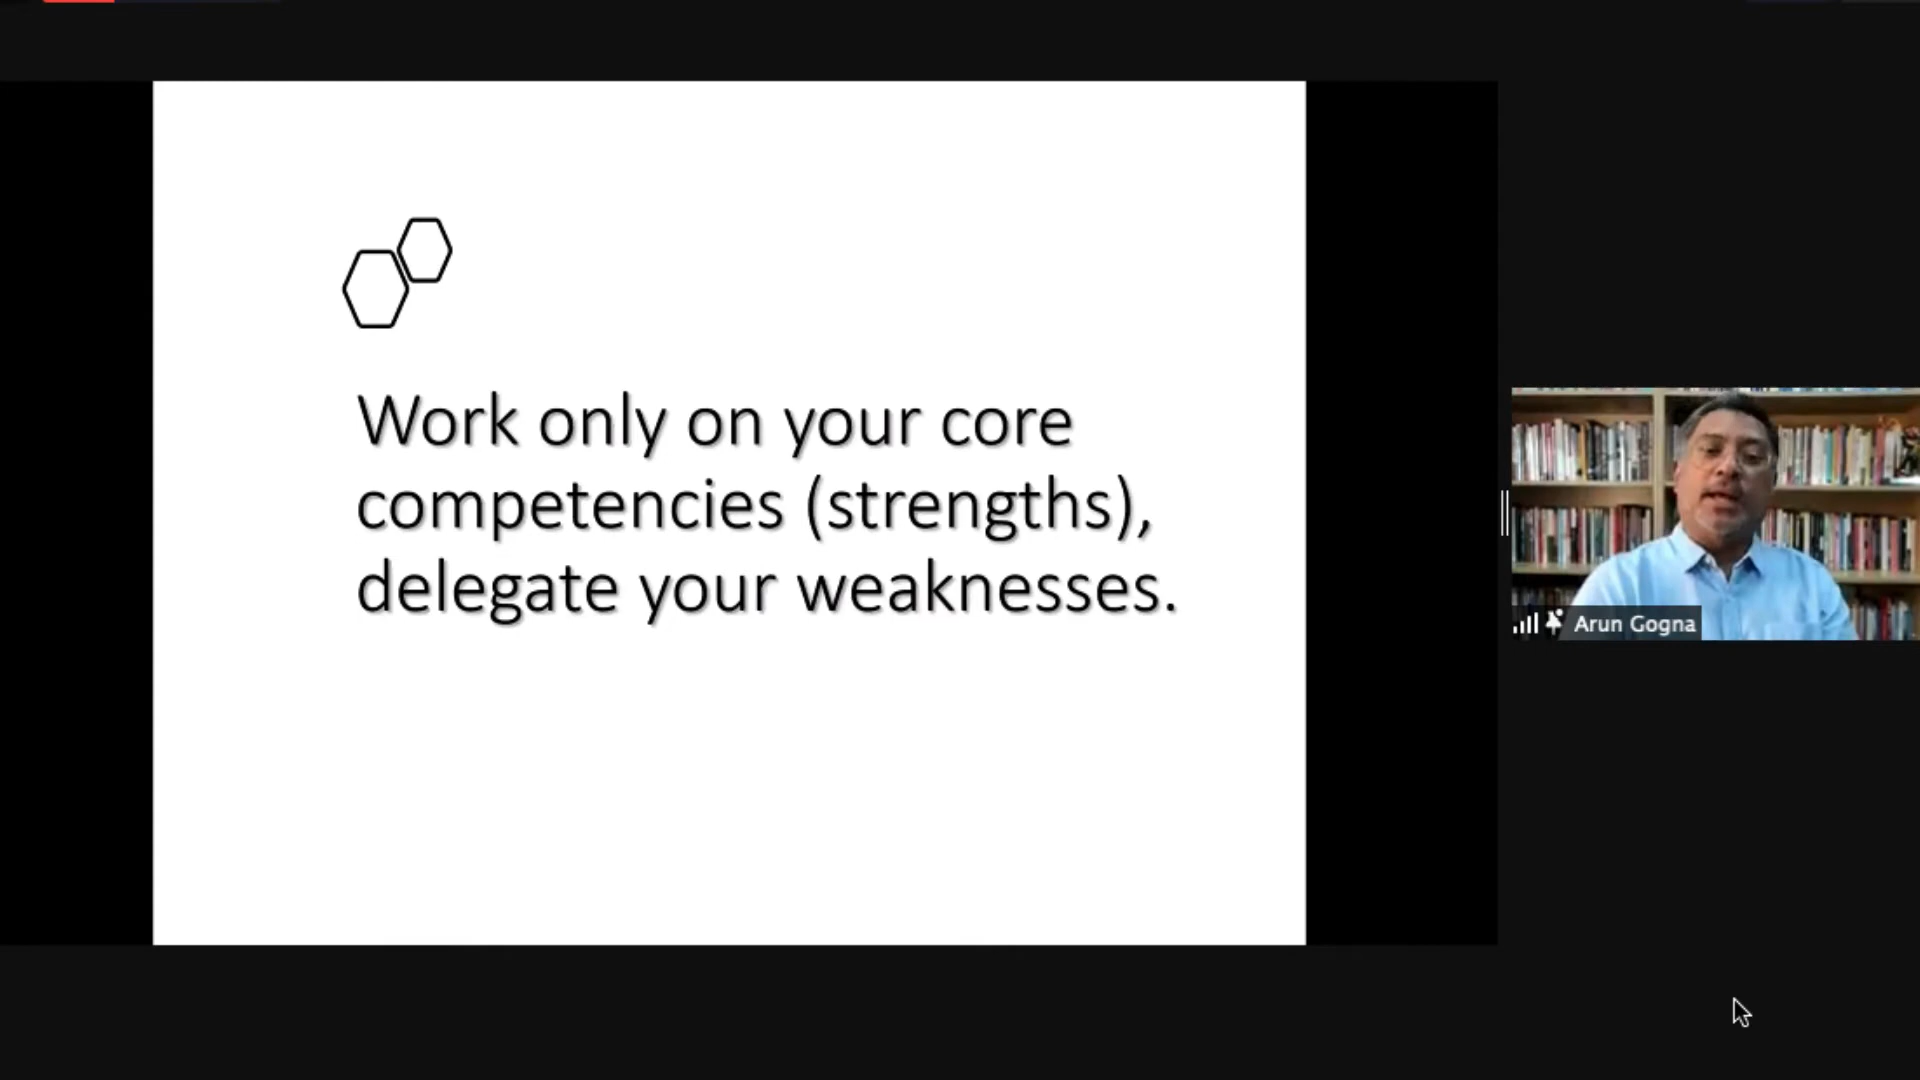 Work only on your core
competencies (strengths),
delegate your weaknesses.
Arun Gogna